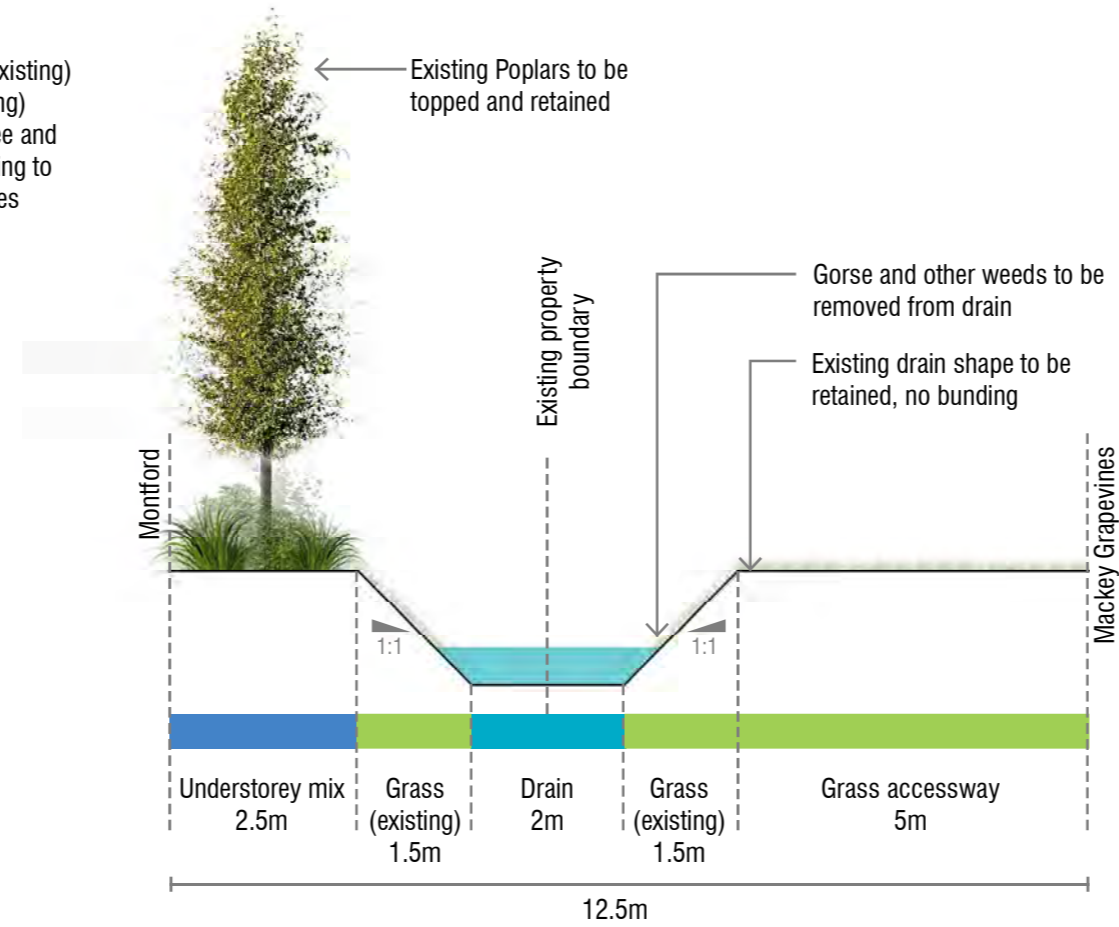 xisting)
ng)
ee and
ing to
es
Existing Poplars to be
topped and retained
Existing property
boundary
Gorse and other weeds to be
removed from drain
Existing drain shape to be
retained, no bunding
Montford
Mackey Grapevines
1:1
1:1
Understorey mix
2.5m
Grass
(existing)
1.5m
Drain
2m
Grass
(existing)
1.5m
Grass accessway
5m
12.5m